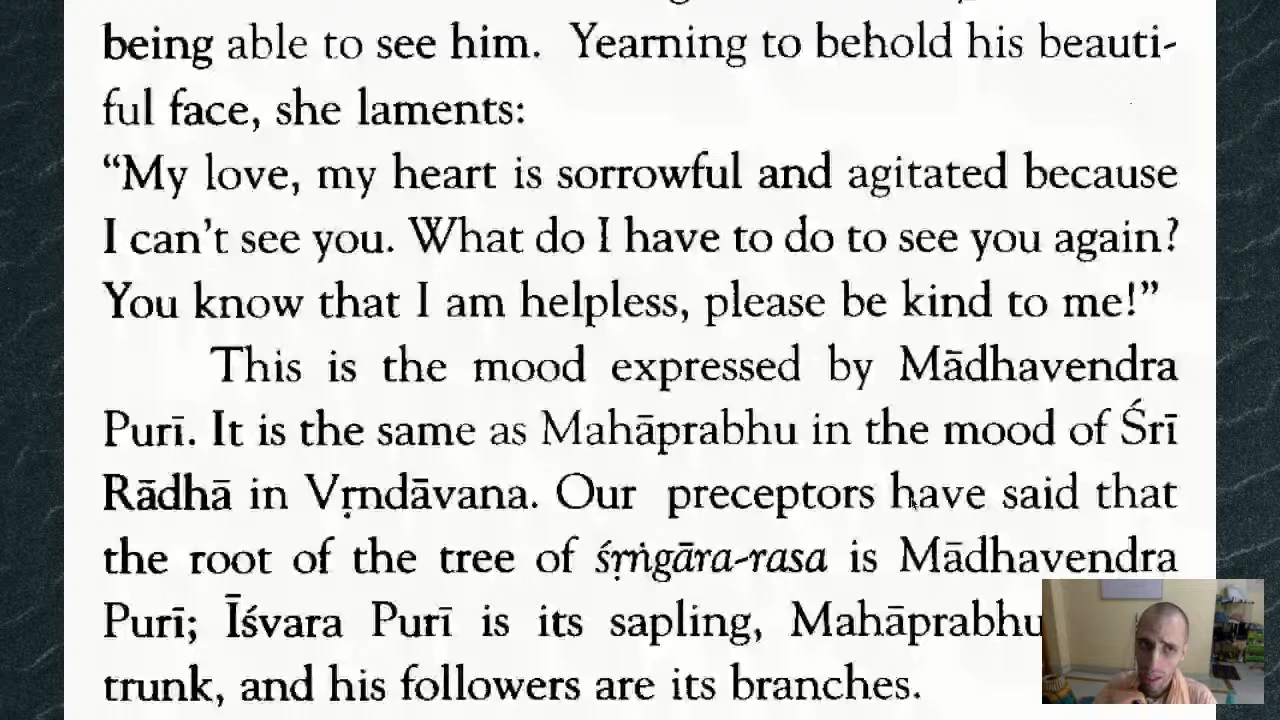 being able to see him. Yearning to behold his beauti-
ful face, she laments:
“My love, my heart is sorrowful and agitated because
I can’t see you. What do I have to do to see you again?
You know that I am helpless, please be kind to me!”
This is the mood expressed by Mādhavendra
Purī. It is the same as Mahāprabhu in the mood of Śrī
Rādhā in Vṛndāvana. Our preceptors have said that
the root of the tree of śṛṅgāra-rasa is Mādhavendra
Purī; Īśvara Purī is its sapling, Mahāprabhu
trunk, and his followers are its branches.